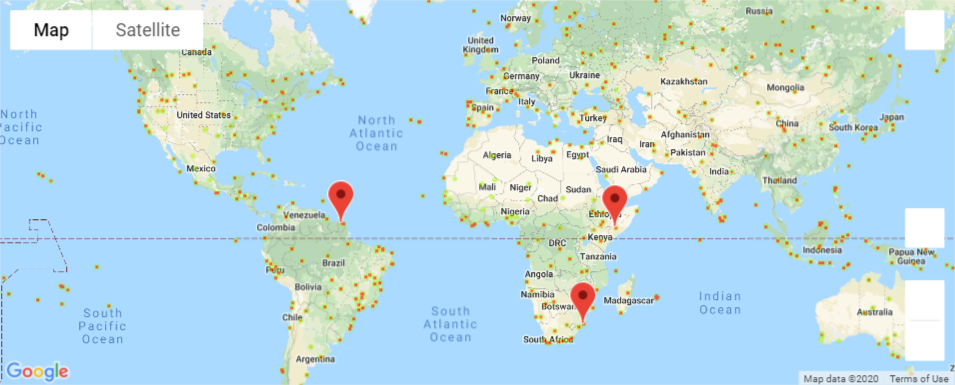 Map
Satellite
Norway
Russia
Canada
United
Kingdom
Poland
Germany
Ukraine
Kazakhstan
Mongolia
France
Italy
Spain
North
Pacific
Ocean
United States
North
Atlantic
Ocean
Turkey
China
Japan
South Korea
Iraq
Iran
Afghanistan
Pakistan
Algeria
Libya
Egypt
Saudi Arabia
India
Mexico
Mali
Niger
Chad
Sudan
Thailand
Nigeria
Venezuela
Colombia
Ethiopia
Kenya
DRC
Tanzania
Indonesia
Papua New
Guinea
Peru
Brazil
Angola
Bolivia
Namibia
Botswana
Madagascar
Indian
Ocean
South
Pacific
Ocean
Chile
South
Atlantic
Ocean
South Africa
Australia
Argentina
Google
Map data ©2020
Terms of Use